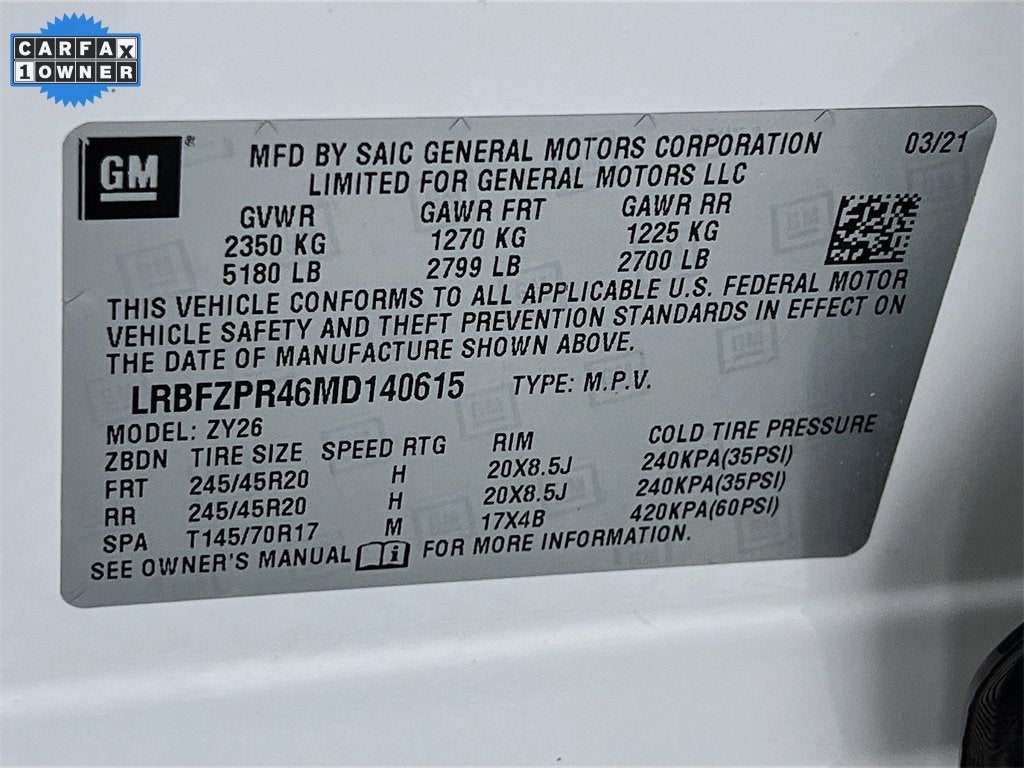 CARFAX
1 OWNER
GM
MFD BY SAIC GENERAL MOTORS CORPORATION 03/21
LIMITED FOR GENERAL MOTORS LLC
GVWR GAWR FRT GAWR RR
2350 KG 1270 KG 1225 KG
5180 LB 2799 LB 2700 LB
THIS VEHICLE CONFORMS TO ALL APPLICABLE U.S. FEDERAL MOTOR
VEHICLE SAFETY AND THEFT PREVENTION STANDARDS IN EFFECT ON
THE DATE OF MANUFACTURE SHOWN ABOVE.
LRBFZPR46MD140615 TYPE: M.P.V.
MODEL: ZY26
ZBDN TIRE SIZE SPEED RTG RIM COLD TIRE PRESSURE
FRT 245/45R20 H 20X8.5J 240KPA(35PSI)
RR 245/45R20 H 20X8.5J 240KPA(35PSI)
SPA T145/70R17 M 17X4B 420KPA(60PSI)
SEE OWNER'S MANUAL i FOR MORE INFORMATION.